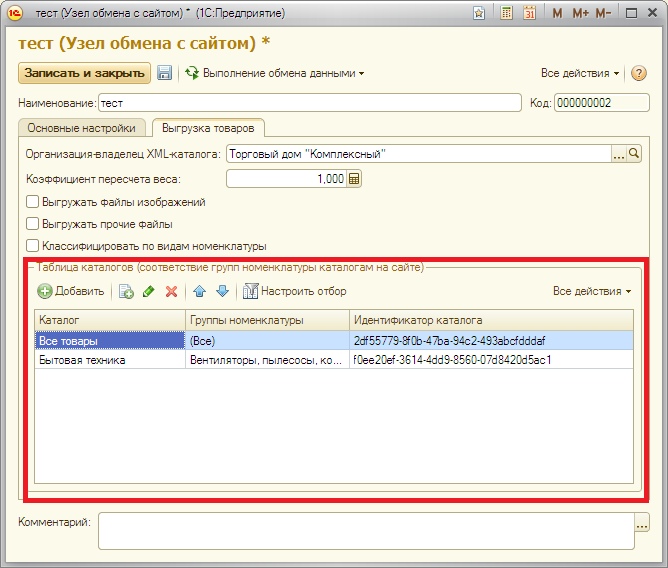 тест (Узел обмена с сайтом) * (1С:Предприятие)
M M+ M−
тест (Узел обмена с сайтом) *
Записать и закрыть Выполнение обмена данными Все действия ?
Наименование: тест Код: 000000002
Основные настройки Выгрузка товаров
Организация-владелец XML-каталога: Торговый дом "Комплексный" ...
Коэффициент пересчета веса: 1,000
Выгружать файлы изображений
Выгружать прочие файлы
Классифицировать по видам номенклатуры
Таблица каталогов (соответствие групп номенклатуры каталогам на сайте)
Добавить Настроить отбор Все действия
Каталог Группы номенклатуры Идентификатор каталога
Все товары (Все) 2df55779-8f0b-47ba-94c2-493abcfdddaf
Бытовая техника Вентиляторы, пылесосы, ко... f0ee20ef-3614-4dd9-8560-07d8420d5ac1
Комментарий: ...